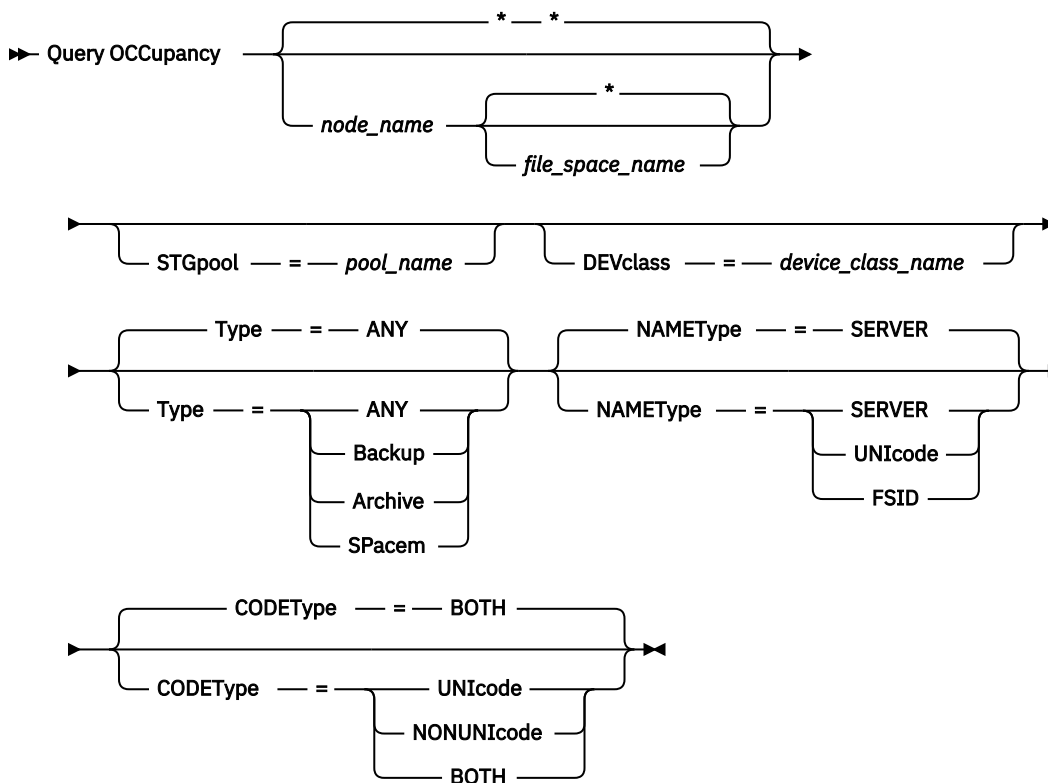 * *
Query OCCupancy
*
node_name
file_space_name
STGpool = pool_name DEVclass = device_class_name
Type = ANY NAMEType = SERVER
Type = ANY NAMEType = SERVER
Backup UNIcode
Archive FSID
SPacem
CODEType = BOTH
CODEType = UNIcode
NONUNIcode
BOTH